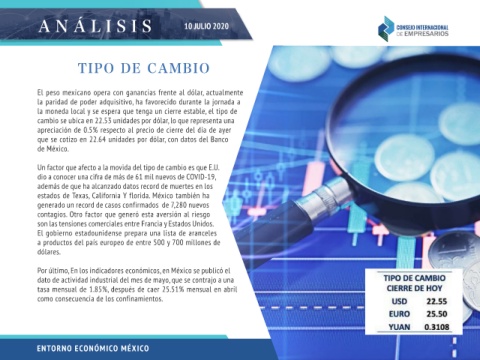 ANÁLISIS
10 JULIO 2020
CONSEJO INTERNACIONAL
DE EMPRESARIOS
TIPO DE CAMBIO
El peso mexicano opera con ganancias frente al dólar, actualmente
la paridad de poder adquisitivo, ha favorecido durante la jornada a
la moneda local y se espera que tenga un cierre estable, el tipo de
cambio se ubica en 22.53 unidades por dólar, lo que representa una
apreciación de 0.5% respecto al precio de cierre del día de ayer
que se cotizo en 22.64 unidades por dólar, con datos del Banco
de México.
Un factor que afecto a la movida del tipo de cambio es que E.U.
dio a conocer una cifra de más de 61 mil nuevos de COVID-19,
además de que ha alcanzado datos record de muertes en los
estados de Texas, California Y florida. México también ha
generado un record de casos confirmados de 7,280 nuevos
contagios. Otro factor que generó esta aversión al riesgo
son las tensiones comerciales entre Francia y Estados Unidos.
El gobierno estadounidense prepara una lista de aranceles
a productos del país europeo de entre 500 y 700 millones de
dólares.
Por último, En los indicadores económicos, en México se publicó el
dato de actividad industrial del mes de mayo, que se contrajo a una
tasa mensual de 1.85%, después de caer 25.51% mensual en abril
como consecuencia de los confinamientos.
TIPO DE CAMBIO
CIERRE DE HOY
USD 22.55
EURO 25.50
YUAN 0.3108
ENTORNO ECONÓMICO MÉXICO